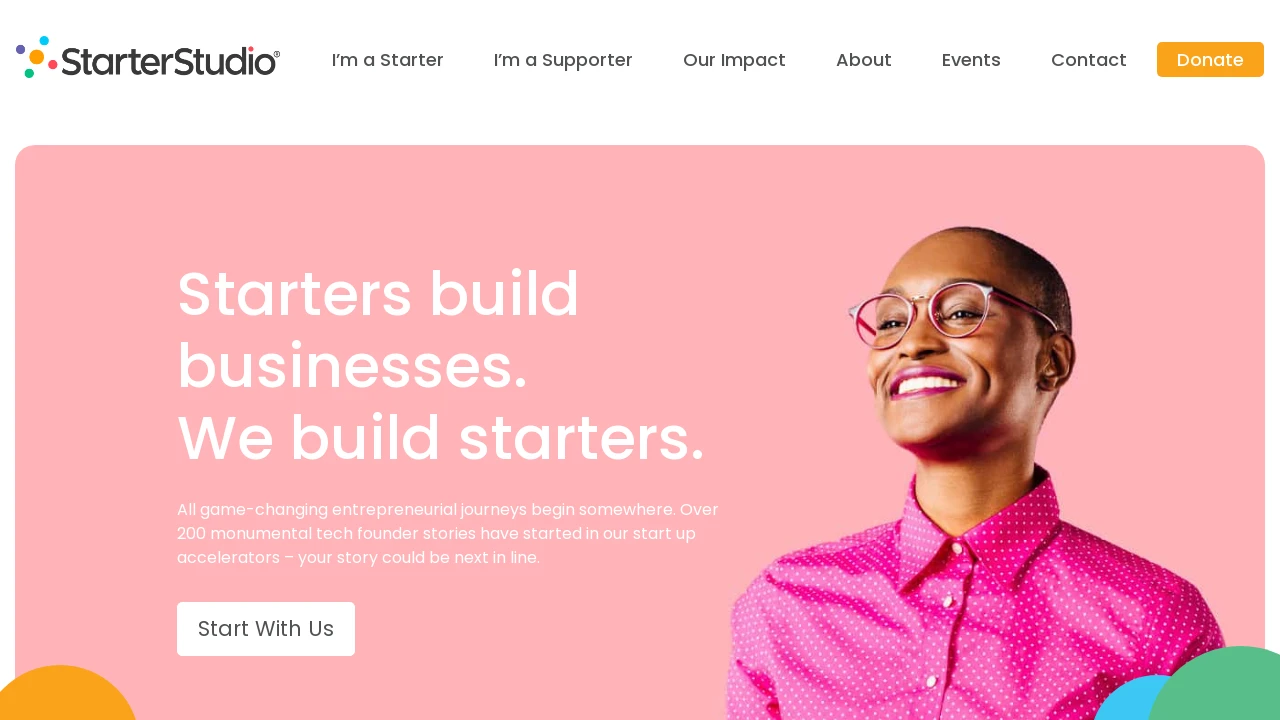 StarterStudio®
I’m a Starter
I’m a Supporter
Our Impact
About
Events
Contact
Donate
Starters build
businesses.
We build starters.
All game-changing entrepreneurial journeys begin somewhere. Over
200 monumental tech founder stories have started in our start up
accelerators – your story could be next in line.
Start With Us